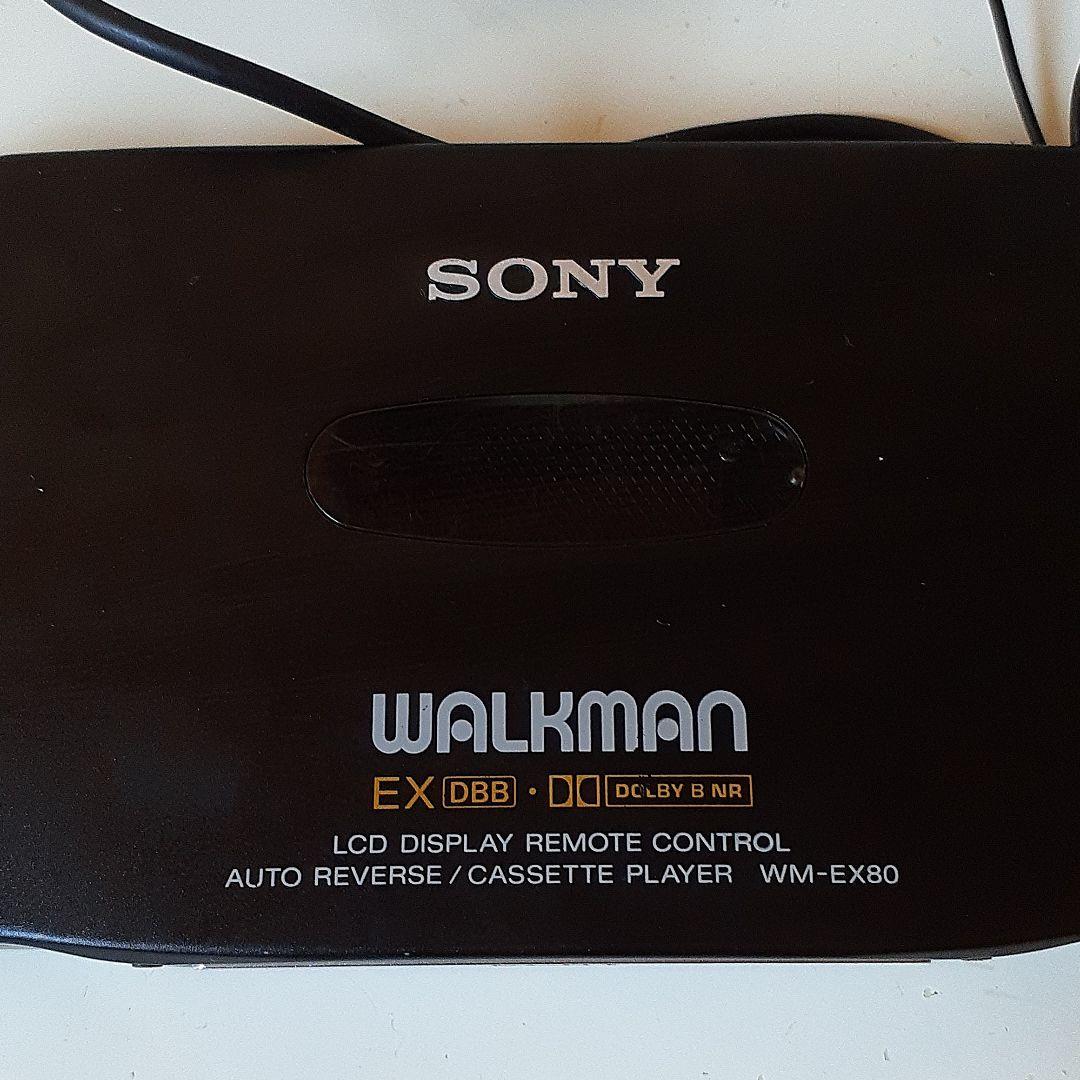 SONY
WALKMAN
EX DBB · DOLBY B NR
LCD DISPLAY REMOTE CONTROL
AUTO REVERSE / CASSETTE PLAYER WM-EX80